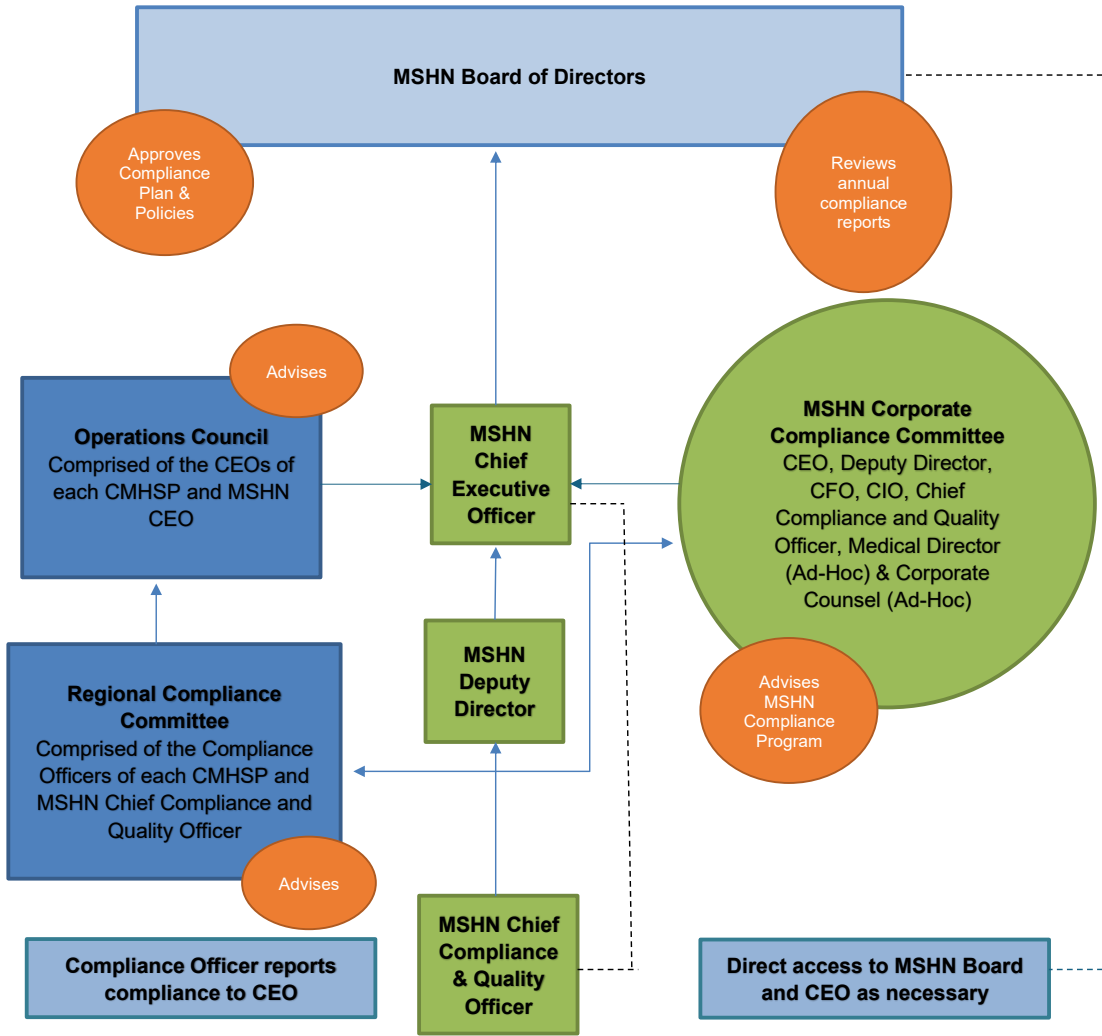 MSHN Board of Directors
Approves
Compliance
Plan &
Policies
Reviews
annual
compliance
reports
Advises
Operations Council
Comprised of the CEOs of
each CMHSP and MSHN
CEO
MSHN
Chief
Executive
Officer
MSHN Corporate
Compliance Committee
CEO, Deputy Director,
CFO, CIO, Chief
Compliance and Quality
Officer, Medical Director
(Ad-Hoc) & Corporate
Counsel (Ad-Hoc)
Regional Compliance
Committee
Comprised of the Compliance
Officers of each CMHSP and
MSHN Chief Compliance and
Quality Officer
MSHN
Deputy
Director
Advises
MSHN
Compliance
Program
Advises
Compliance Officer reports
compliance to CEO
MSHN Chief
Compliance
& Quality
Officer
Direct access to MSHN Board
and CEO as necessary